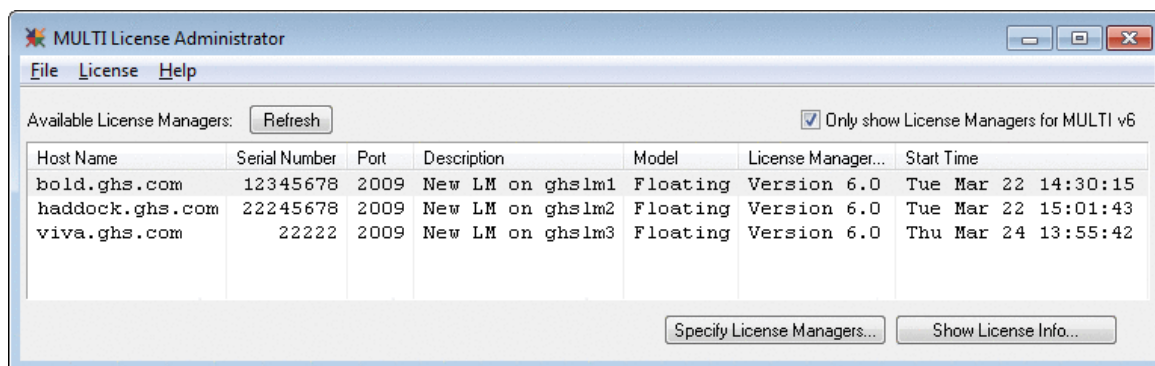 MULTI License Administrator
File License Help
Available License Managers: Refresh Only show License Managers for MULTI v6
Host Name Serial Number Port Description Model License Manager... Start Time
bold.ghs.com 12345678 2009 New LM on ghslm1 Floating Version 6.0 Tue Mar 22 14:30:15
haddock.ghs.com 22245678 2009 New LM on ghslm2 Floating Version 6.0 Tue Mar 22 15:01:43
viva.ghs.com 22222 2009 New LM on ghslm3 Floating Version 6.0 Thu Mar 24 13:55:42
Specify License Managers... Show License Info...